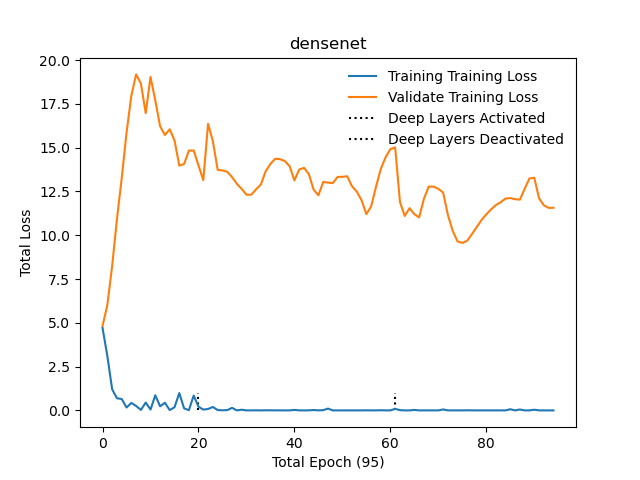 densenet
Training Training Loss
Validate Training Loss
Deep Layers Activated
Deep Layers Deactivated
Total Loss
20.0
17.5
15.0
12.5
10.0
7.5
5.0
2.5
0.0
0 20 40 60 80
Total Epoch (95)